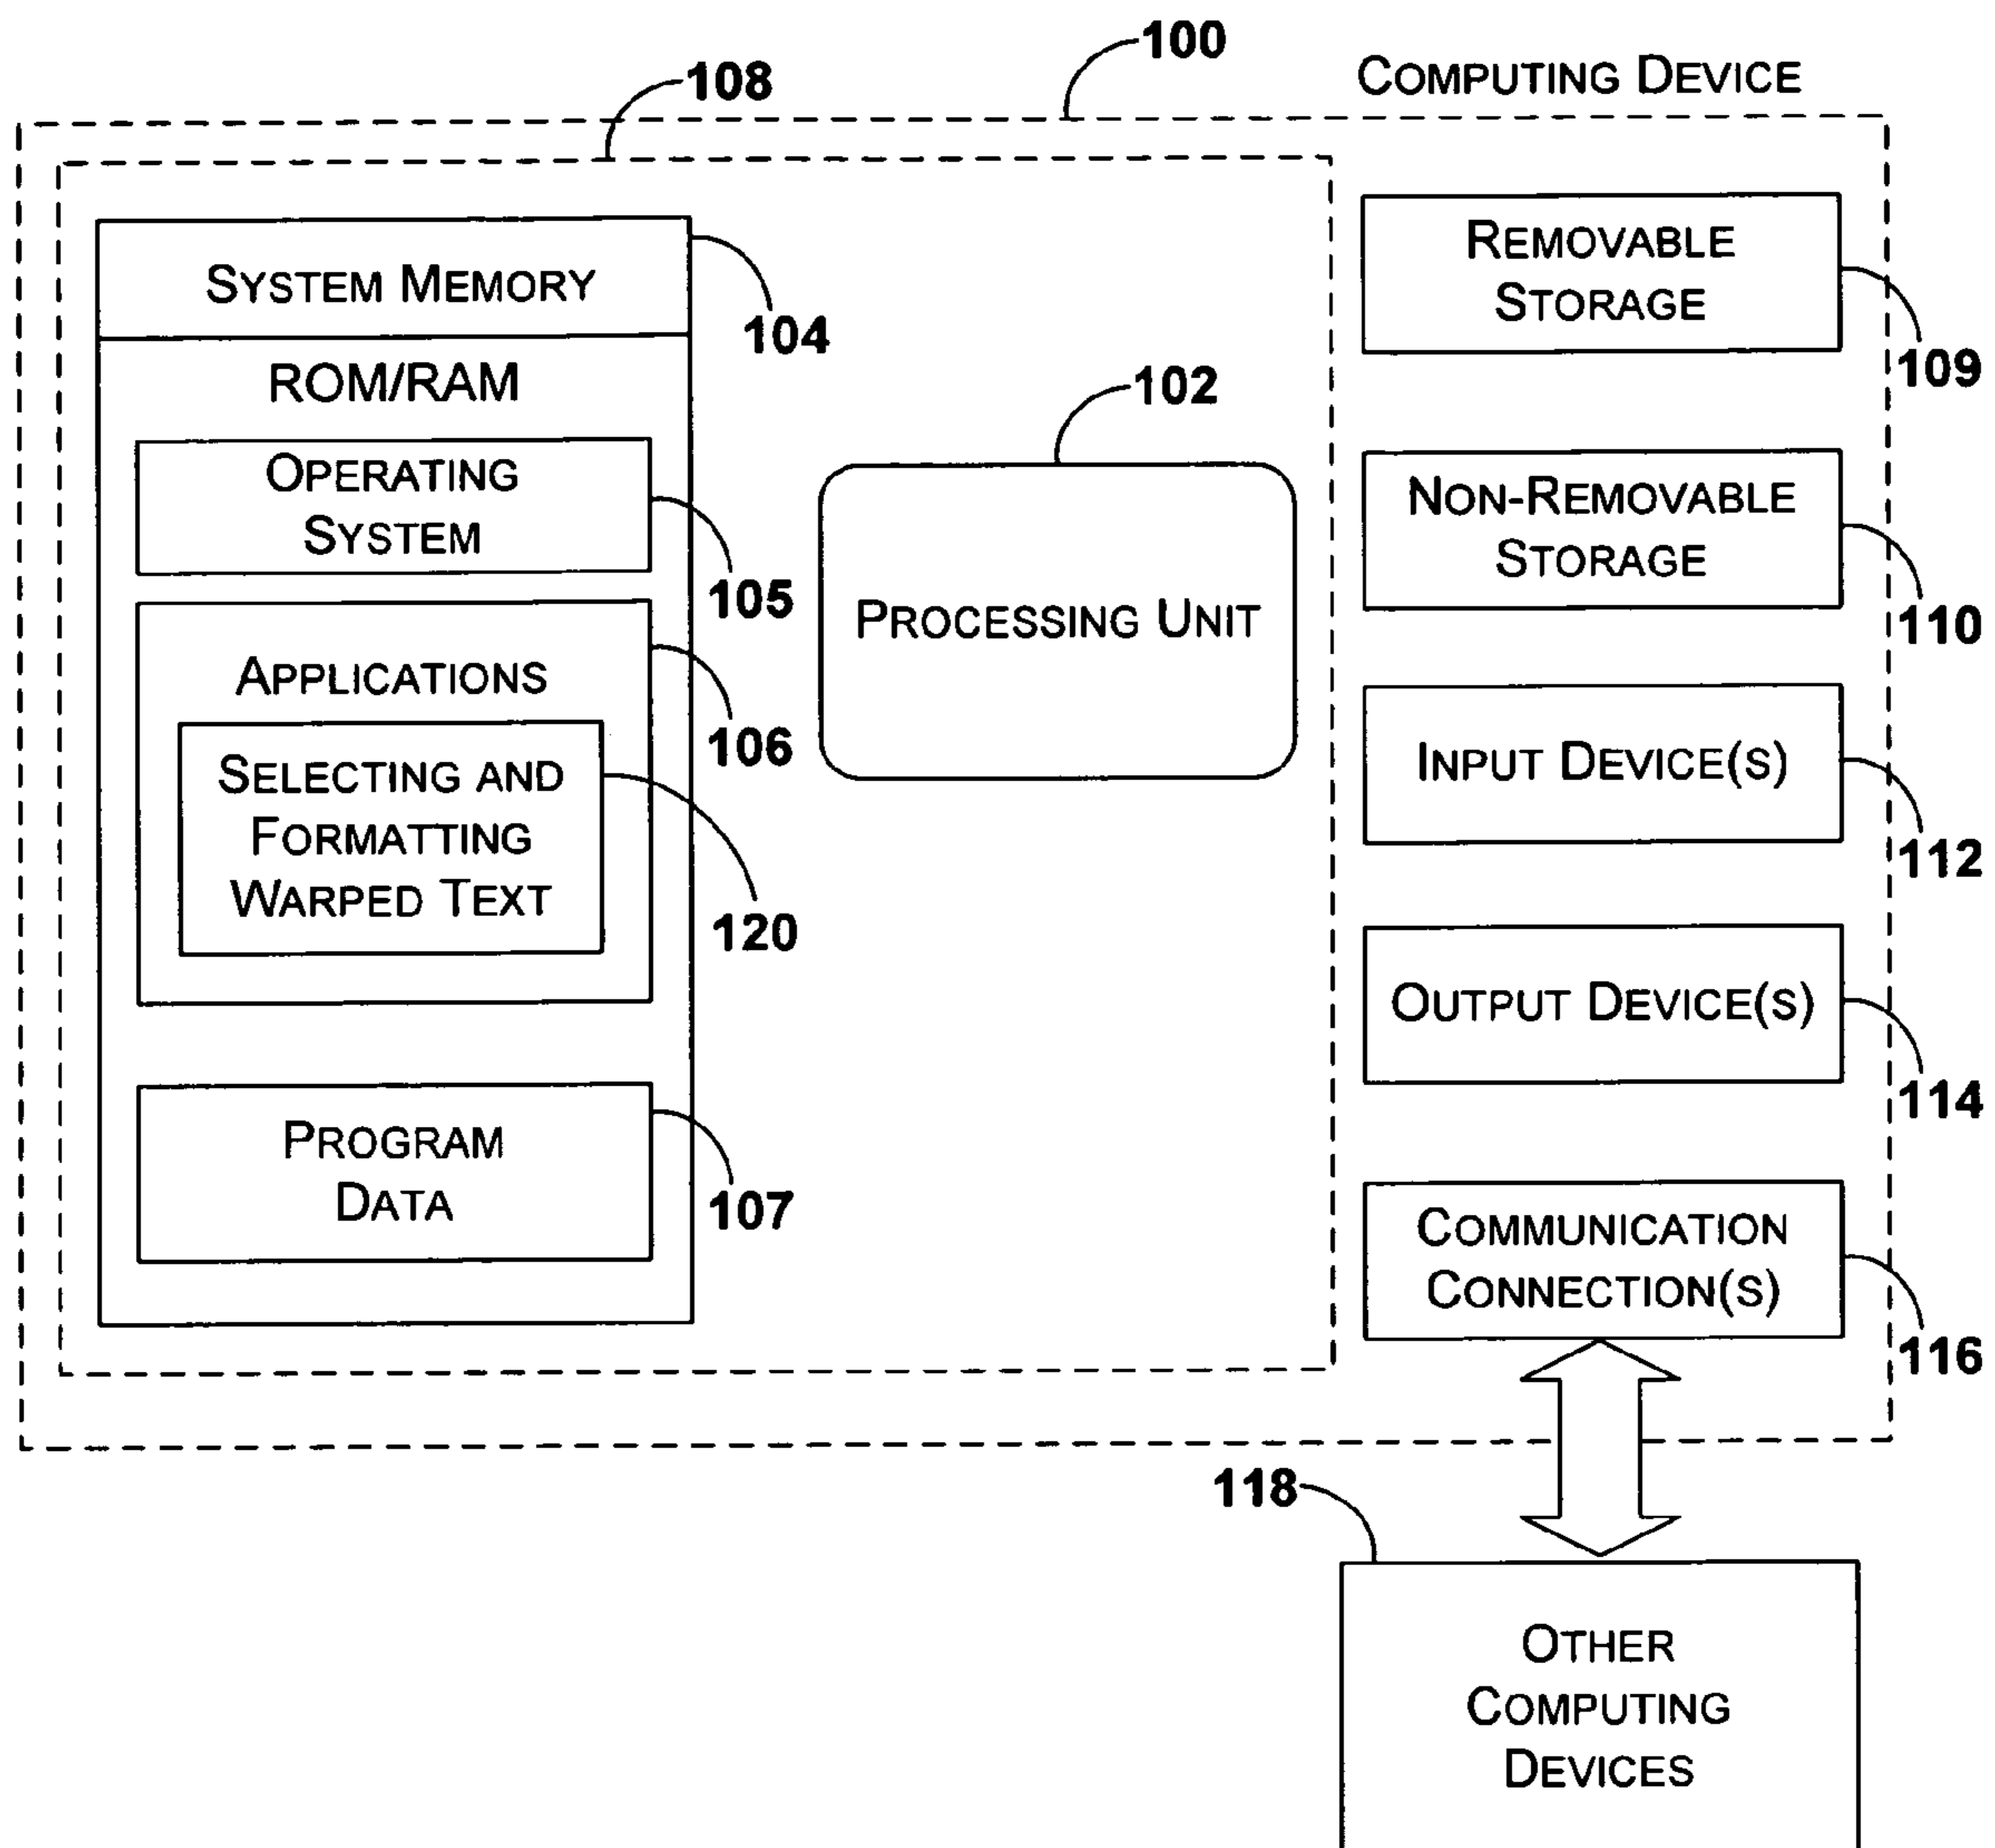 100
COMPUTING DEVICE
108
SYSTEM MEMORY
104
ROM/RAM
OPERATING
SYSTEM
105
APPLICATIONS
106
SELECTING AND
FORMATTING
WARPED TEXT
120
PROGRAM
DATA
107
102
PROCESSING UNIT
REMOVABLE
STORAGE
109
NON-REMOVABLE
STORAGE
110
INPUT DEVICE(S)
112
OUTPUT DEVICE(S)
114
COMMUNICATION
CONNECTION(S)
116
118
OTHER
COMPUTING
DEVICES